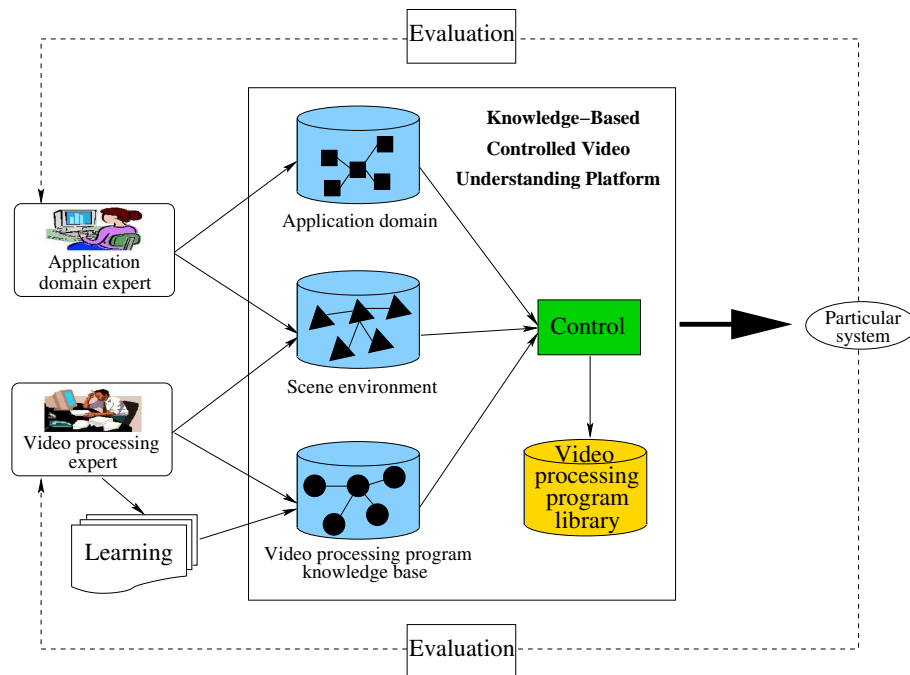 Evaluation
Knowledge–Based
Controlled Video
Understanding Platform
Application domain
Application
domain expert
Scene environment
Control
Particular
system
Video processing
expert
Learning
Video processing program
knowledge base
Video
processing
program
library
Evaluation